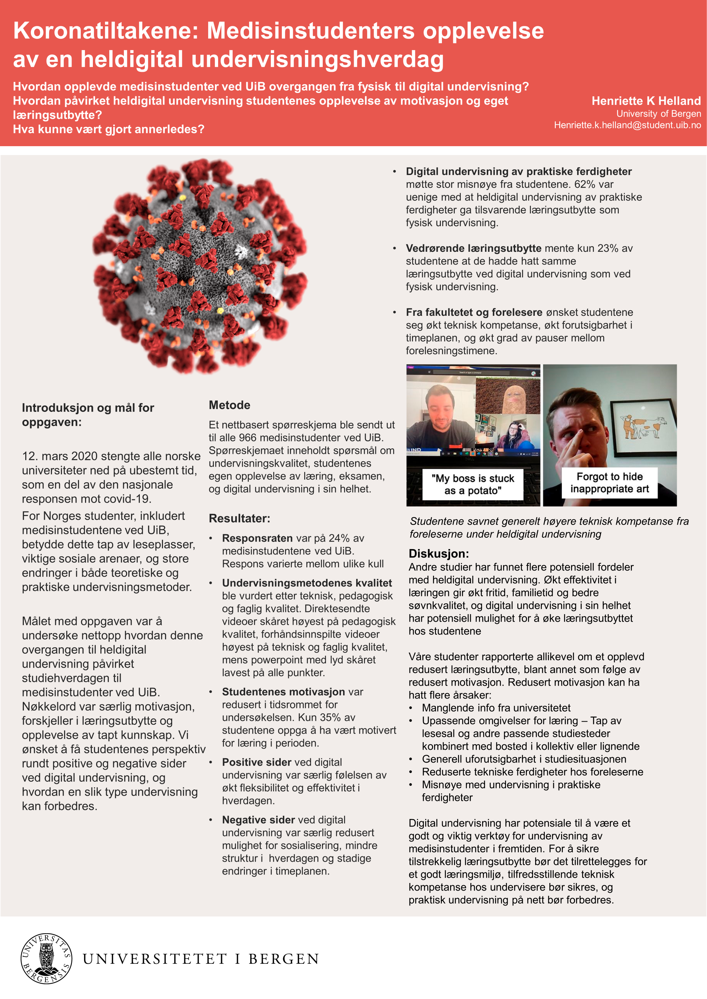 Koronatiltakene: Medisinstudenters opplevelse
av en heldigital undervisningshverdag
Hvordan opplevde medisinstudenter ved UiB overgangen fra fysisk til digital undervisning?
Hvordan påvirket heldigital undervisning studentenes opplevelse av motivasjon og eget
læringsutbytte?
Hva kunne vært gjort annerledes?
Henriette K Helland
University of Bergen
Henriette.k.helland@student.uib.no
Introduksjon og mål for
oppgaven:
12. mars 2020 stengte alle norske
universiteter ned på ubestemt tid,
som en del av den nasjonale
responsen mot covid-19.
For Norges studenter, inkludert
medisinstudentene ved UiB,
betydde dette tap av leseplasser,
viktige sosiale arenaer, og store
endringer i både teoretiske og
praktiske undervisningsmetoder.
Målet med oppgaven var å
undersøke nettopp hvordan denne
overgangen til heldigital
undervisning påvirket
studiehverdagen til
medisinstudenter ved UiB.
Nøkkelord var særlig motivasjon,
forskjeller i læringsutbytte og
opplevelse av tapt kunnskap. Vi
ønsket å få studentenes perspektiv
rundt positive og negative sider
ved digital undervisning, og
hvordan en slik type undervisning
kan forbedres.
Metode
Et nettbasert spørreskjema ble sendt ut
til alle 966 medisinstudenter ved UiB.
Spørreskjemaet inneholdt spørsmål om
undervisningskvalitet, studentenes
egen opplevelse av læring, eksamen,
og digital undervisning i sin helhet.
Resultater:
• Responsraten var på 24% av
medisinstudentene ved UiB.
Respons varierte mellom ulike kull
• Undervisningsmetodenes kvalitet
ble vurdert etter teknisk, pedagogisk
og faglig kvalitet. Direktesendte
videoer skåret høyest på pedagogisk
kvalitet, forhåndsinnspilte videoer
høyest på teknisk og faglig kvalitet,
mens powerpoint med lyd skåret
lavest på alle punkter.
• Studentenes motivasjon var
redusert i tidsrommet for
undersøkelsen. Kun 35% av
studentene oppga å ha vært motivert
for læring i perioden.
• Positive sider ved digital
undervisning var særlig følelsen av
økt fleksibilitet og effektivitet i
hverdagen.
• Negative sider ved digital
undervisning var særlig redusert
mulighet for sosialisering, mindre
struktur i  hverdagen og stadige
endringer i timeplanen.
• Digital undervisning av praktiske ferdigheter
møtte stor misnøye fra studentene. 62% var
uenige med at heldigital undervisning av praktiske
ferdigheter ga tilsvarende læringsutbytte som
fysisk undervisning.
• Vedrørende læringsutbytte mente kun 23% av
studentene at de hadde hatt samme
læringsutbytte ved digital undervisning som ved
fysisk undervisning.
• Fra fakultetet og forelesere ønsket studentene
seg økt teknisk kompetanse, økt forutsigbarhet i
timeplanen, og økt grad av pauser mellom
forelesningstimene.
Search or type a command
DELL
"My boss is stuck
as a potato"
Forgot to hide
inappropriate art
Studentene savnet generelt høyere teknisk kompetanse fra
foreleserne under heldigital undervisning
Diskusjon:
Andre studier har funnet flere potensiell fordeler
med heldigital undervisning. Økt effektivitet i
læringen gir økt fritid, familietid og bedre
søvnkvalitet, og digital undervisning i sin helhet
har potensiell mulighet for å øke læringsutbyttet
hos studentene
Våre studenter rapporterte allikevel om et opplevd
redusert læringsutbytte, blant annet som følge av
redusert motivasjon. Redusert motivasjon kan ha
hatt flere årsaker:
• Manglende info fra universitetet
• Upassende omgivelser for læring – Tap av
lesesal og andre passende studiesteder
kombinert med bosted i kollektiv eller lignende
• Generell uforutsigbarhet i studiesituasjonen
• Reduserte tekniske ferdigheter hos foreleserne
• Misnøye med undervisning i praktiske
ferdigheter
Digital undervisning har potensiale til å være et
godt og viktig verktøy for undervisning av
medisinstudenter i fremtiden. For å sikre
tilstrekkelig læringsutbytte bør det tilrettelegges for
et godt læringsmiljø, tilfredsstillende teknisk
kompetanse hos undervisere bør sikres, og
praktisk undervisning på nett bør forbedres.
UNIVERSITAS
BERGENSIS
UNIVERSITETET I BERGEN